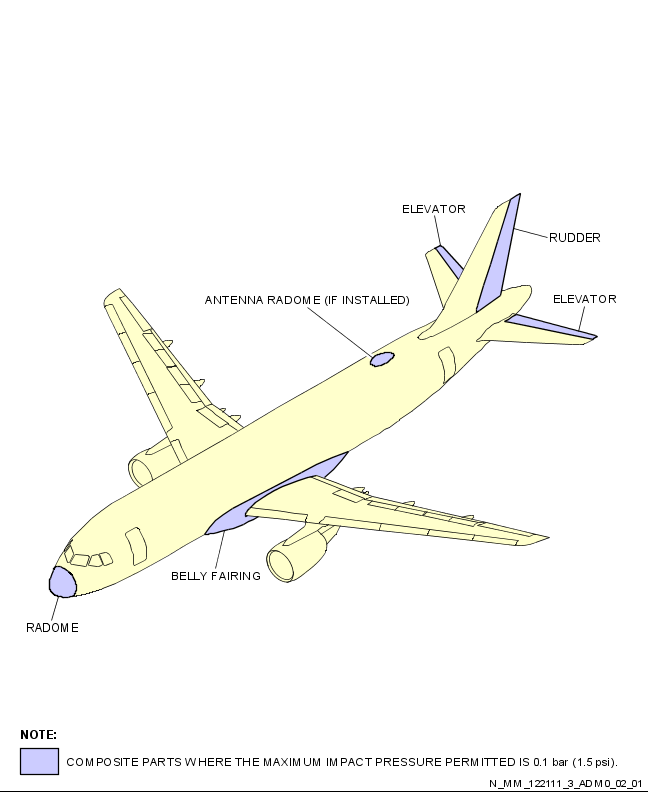 ELEVATOR
RUDDER
ANTENNA RADOME (IF INSTALLED)
ELEVATOR
BELLY FAIRING
RADOME
NOTE:
COMPOSITE PARTS WHERE THE MAXIMUM IMPACT PRESSURE PERMITTED IS 0.1 bar (1.5 psi).
N_MM_122111_3_ADM0_02_01